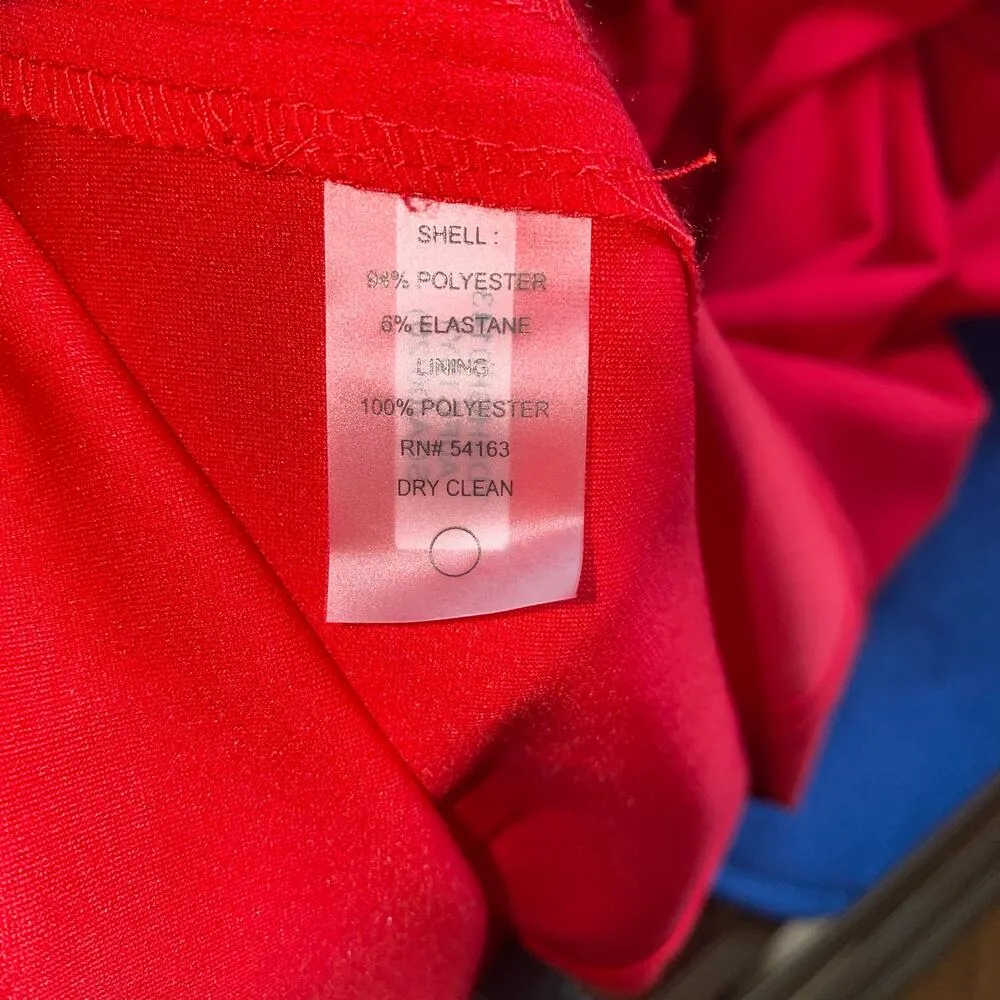 SHELL :
94% POLYESTER
6% ELASTANE
LINING:
100% POLYESTER
RN# 54163
DRY CLEAN